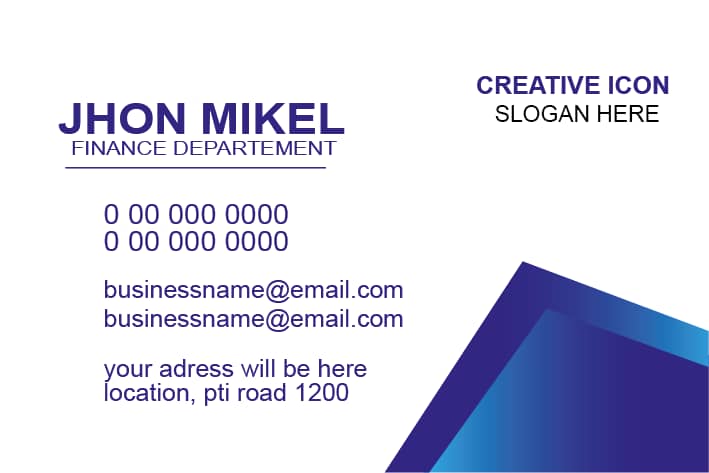 JHON MIKEL
FINANCE DEPARTEMENT
CREATIVE ICON
SLOGAN HERE
0 00 000 0000
0 00 000 0000
businessname@email.com
businessname@email.com
your adress will be here
location, pti road 1200